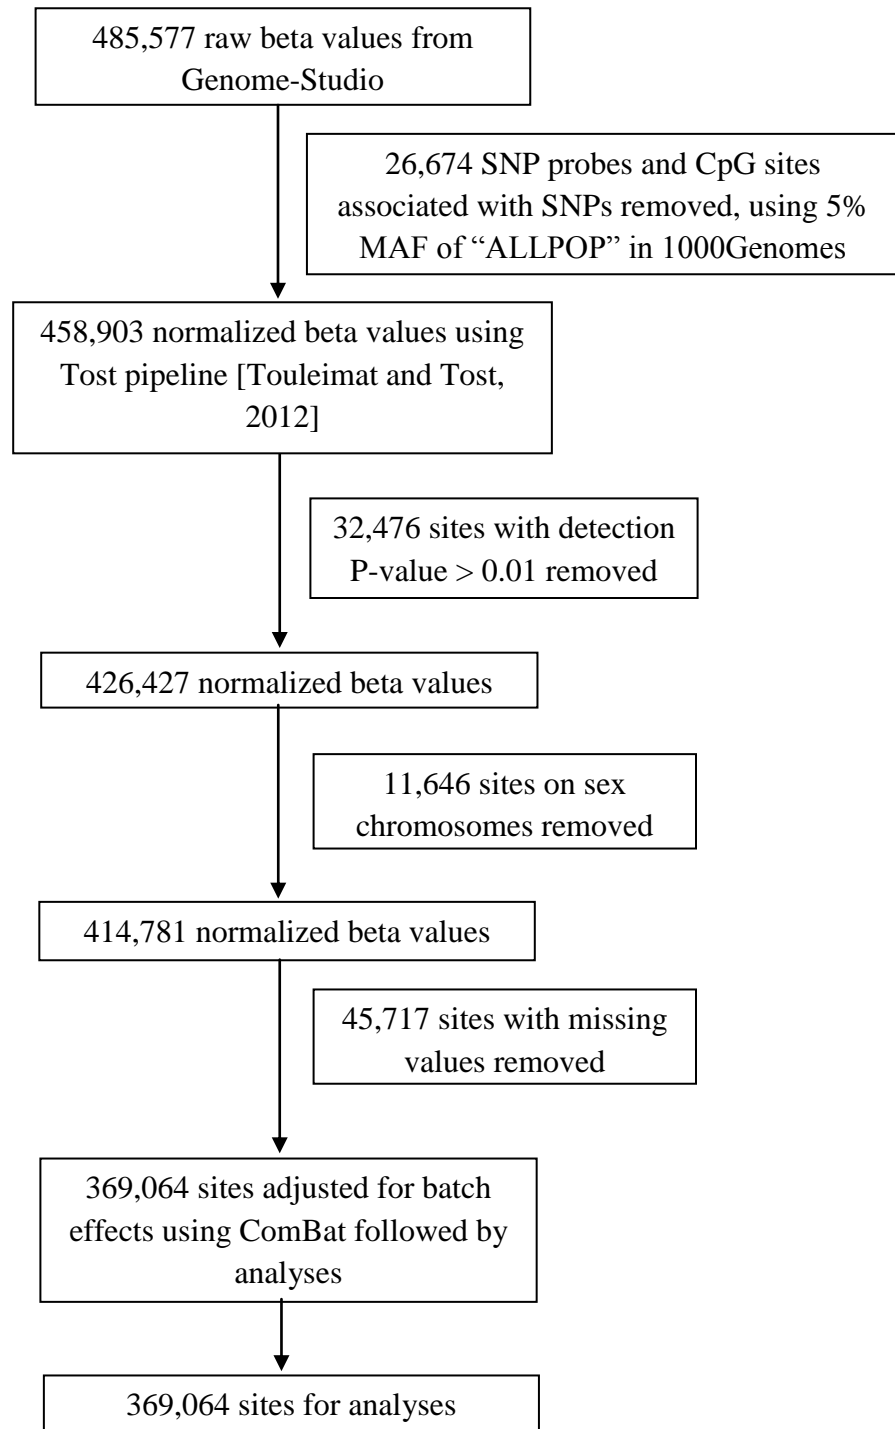 485,577 raw beta values from
Genome-Studio
26,674 SNP probes and CpG sites
associated with SNPs removed, using 5%
MAF of “ALLPOP” in 1000Genomes
458,903 normalized beta values using
Tost pipeline [Touleimat and Tost,
2012]
32,476 sites with detection
P-value > 0.01 removed
426,427 normalized beta values
11,646 sites on sex
chromosomes removed
414,781 normalized beta values
45,717 sites with missing
values removed
369,064 sites adjusted for batch
effects using ComBat followed by
analyses
369,064 sites for analyses